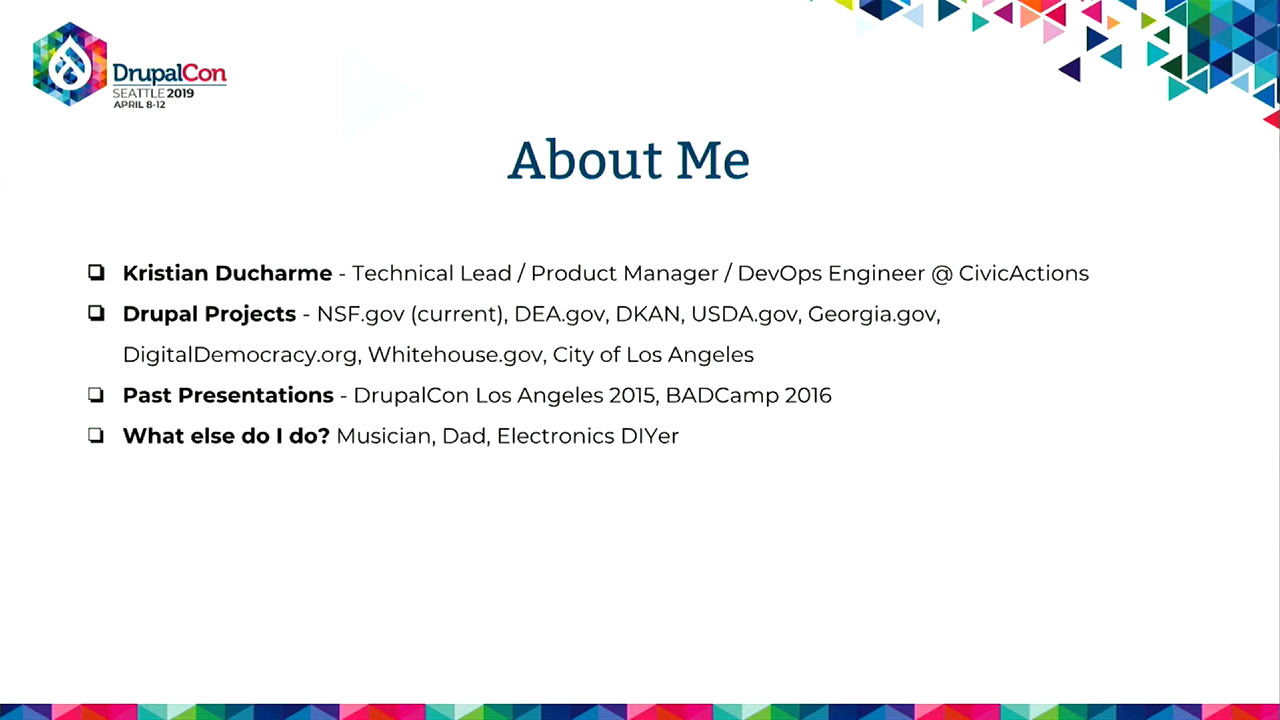 DrupalCon
SEATTLE 2019
APRIL 8-12
About Me
❏ Kristian Ducharme - Technical Lead / Product Manager / DevOps Engineer @ CivicActions
❏ Drupal Projects - NSF.gov (current), DEA.gov, DKAN, USDA.gov, Georgia.gov,
DigitalDemocracy.org, Whitehouse.gov, City of Los Angeles
❏ Past Presentations - DrupalCon Los Angeles 2015, BADCamp 2016
❏ What else do I do? Musician, Dad, Electronics DIYer